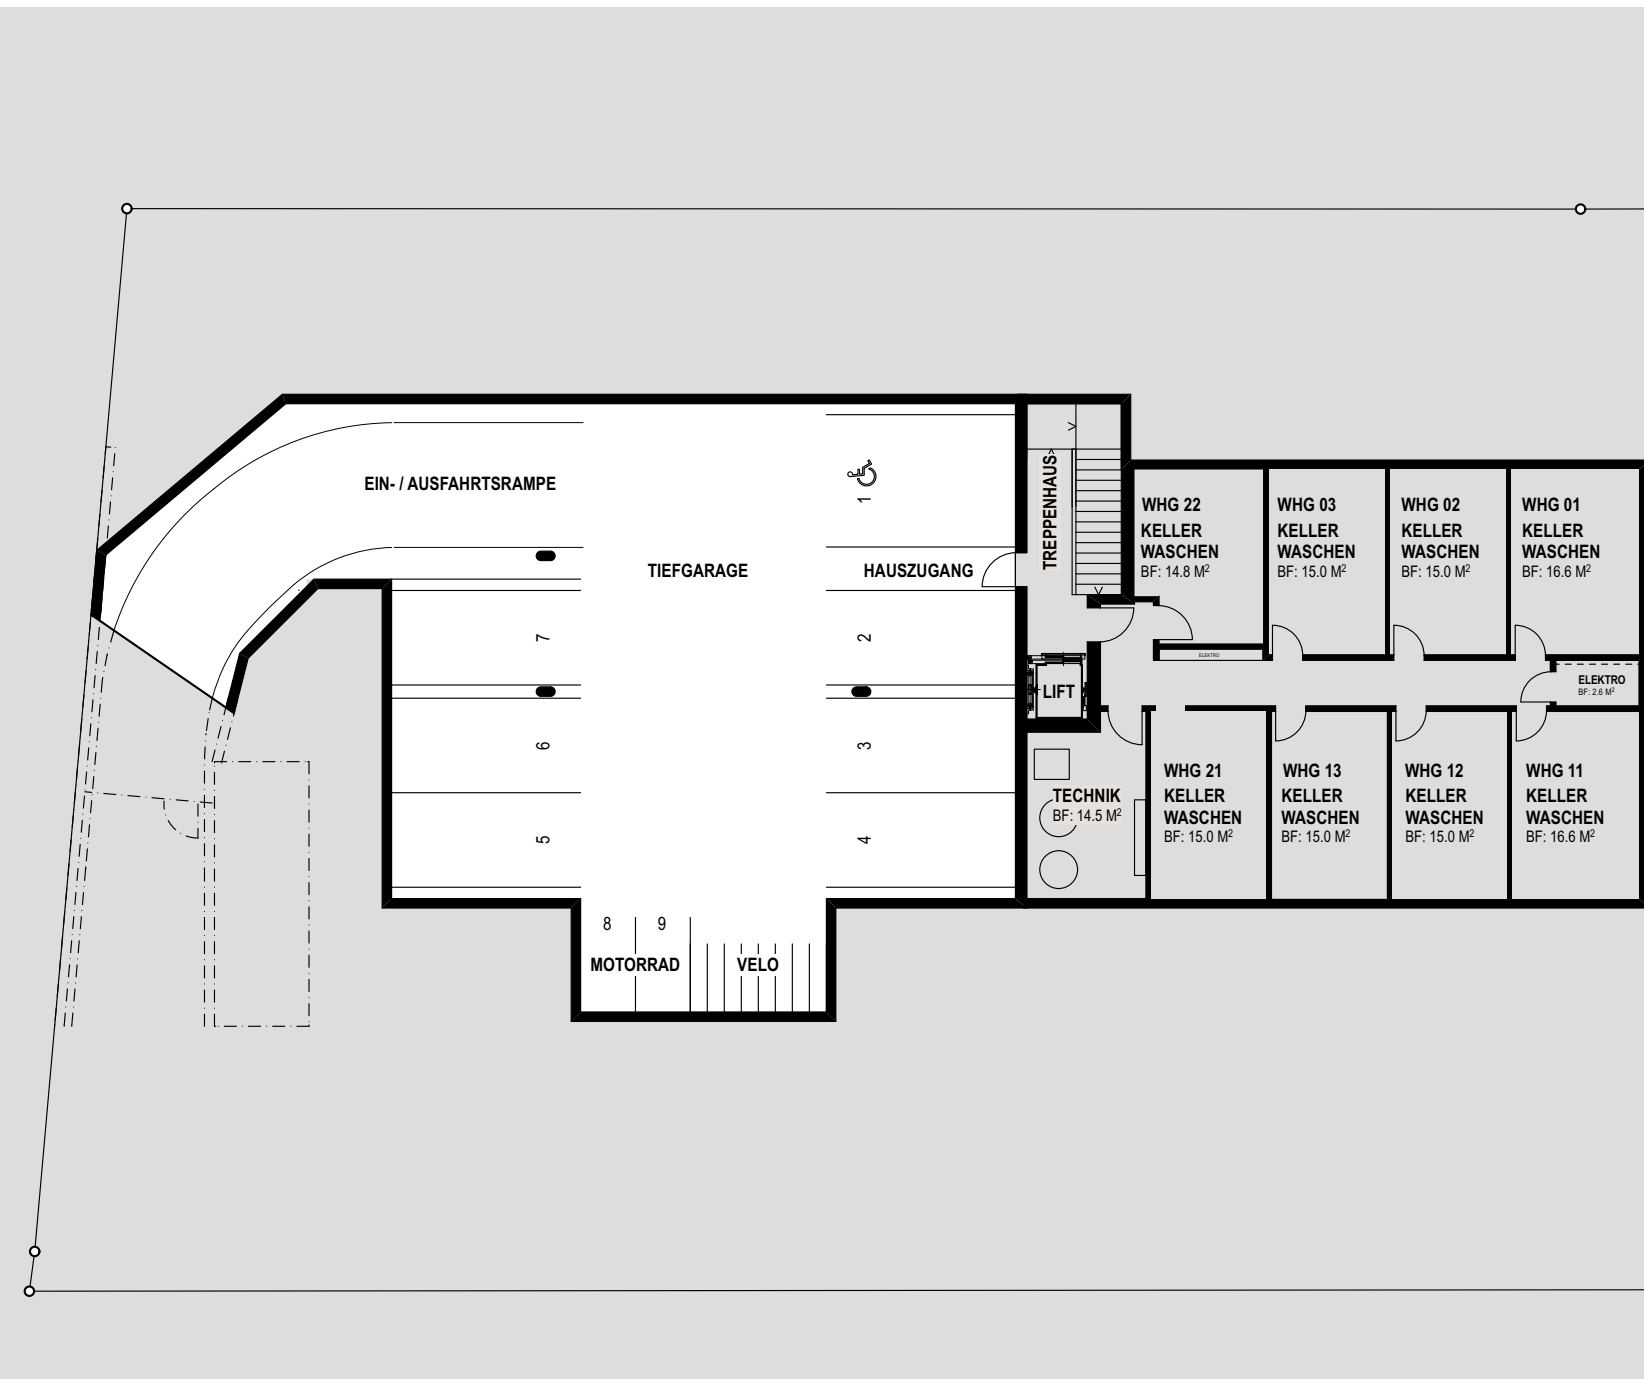 EIN- / AUSFAHRTSRAMPE
TIEFGARAGE
1
HAUSZUGANG
TREPPENHAUS
WHG 22
KELLER
WASCHEN
BF: 14.8 M²
WHG 03
KELLER
WASCHEN
BF: 15.0 M²
WHG 02
KELLER
WASCHEN
BF: 15.0 M²
WHG 01
KELLER
WASCHEN
BF: 16.6 M²
7
2
ELEKTRO
LIFT
ELEKTRO
BF: 2.6 M²
6
3
TECHNIK
BF: 14.5 M²
WHG 21
KELLER
WASCHEN
BF: 15.0 M²
WHG 13
KELLER
WASCHEN
BF: 15.0 M²
WHG 12
KELLER
WASCHEN
BF: 15.0 M²
WHG 11
KELLER
WASCHEN
BF: 16.6 M²
5
4
8
9
MOTORRAD
VELO